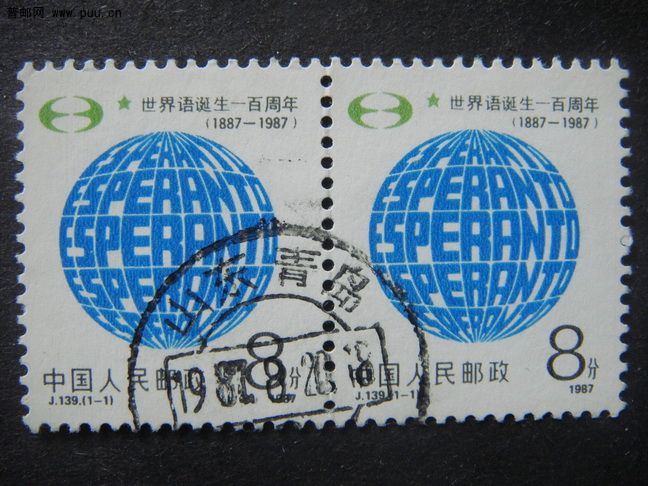 普邮网 www.puu.cn
世界语诞生一百周年
(1887－1987)
ESPERANTO
ESPERANTO
ESPERANTO
ESPERANTO
8分
中国人民邮政
J.139.(1-1)
1987
世界语诞生一百周年
(1887－1987)
ESPERANTO
ESPERANTO
ESPERANTO
ESPERANTO
8分
中国人民邮政
J.139.(1-1)
1987
山东青岛